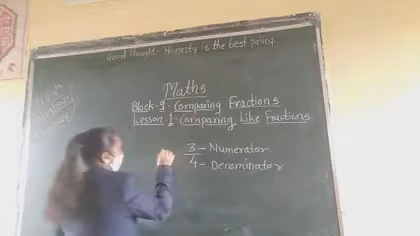 Good Thought- Honesty is the best policy.
Maths
Block-9- Comparing Fractions
Lesson-1-Comparing Like Fractions
3 - Numerator
4 - Denominator